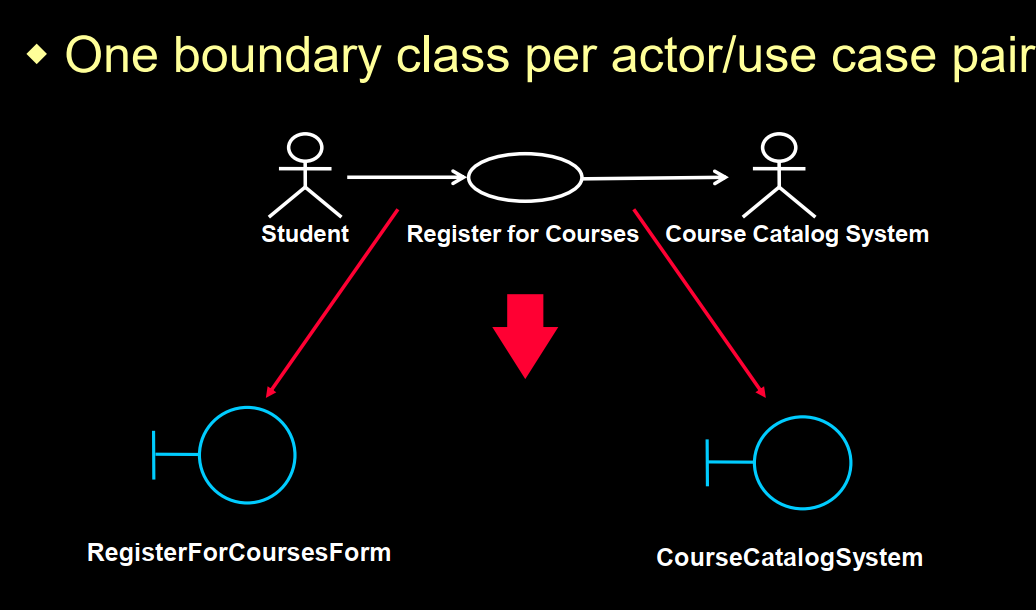 One boundary class per actor/use case pair
Student
Register for Courses
Course Catalog System
RegisterForCoursesForm
CourseCatalogSystem